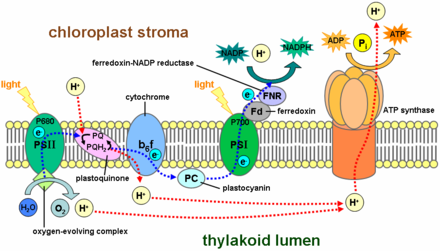 chloroplast stroma
H⁺
NADP
H⁺
NADPH
ADP
Pᵢ
ATP
ferredoxin-NADP reductase
light
H⁺
cytochrome
light
e⁻
FNR
P680
P700
Fd
ferredoxin
ATP synthase
e⁻
PQ
PSII
PQH₂
b₆f
e⁻
PSI
e⁻
plastoquinone
PC
plastocyanin
H₂O
O₂
H⁺
H⁺
H⁺
oxygen-evolving complex
thylakoid lumen